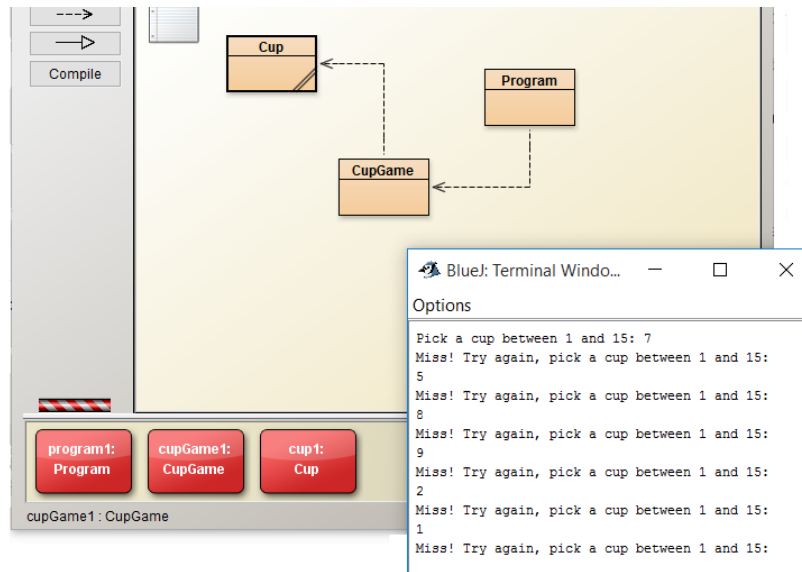 Compile
Cup
Program
CupGame
BlueJ: Terminal Windo...
Options
Pick a cup between 1 and 15: 7
Miss! Try again, pick a cup between 1 and 15:
5
Miss! Try again, pick a cup between 1 and 15:
8
Miss! Try again, pick a cup between 1 and 15:
9
Miss! Try again, pick a cup between 1 and 15:
2
Miss! Try again, pick a cup between 1 and 15:
1
Miss! Try again, pick a cup between 1 and 15:
program1:
Program
cupGame1:
CupGame
cup1:
Cup
cupGame1 : CupGame